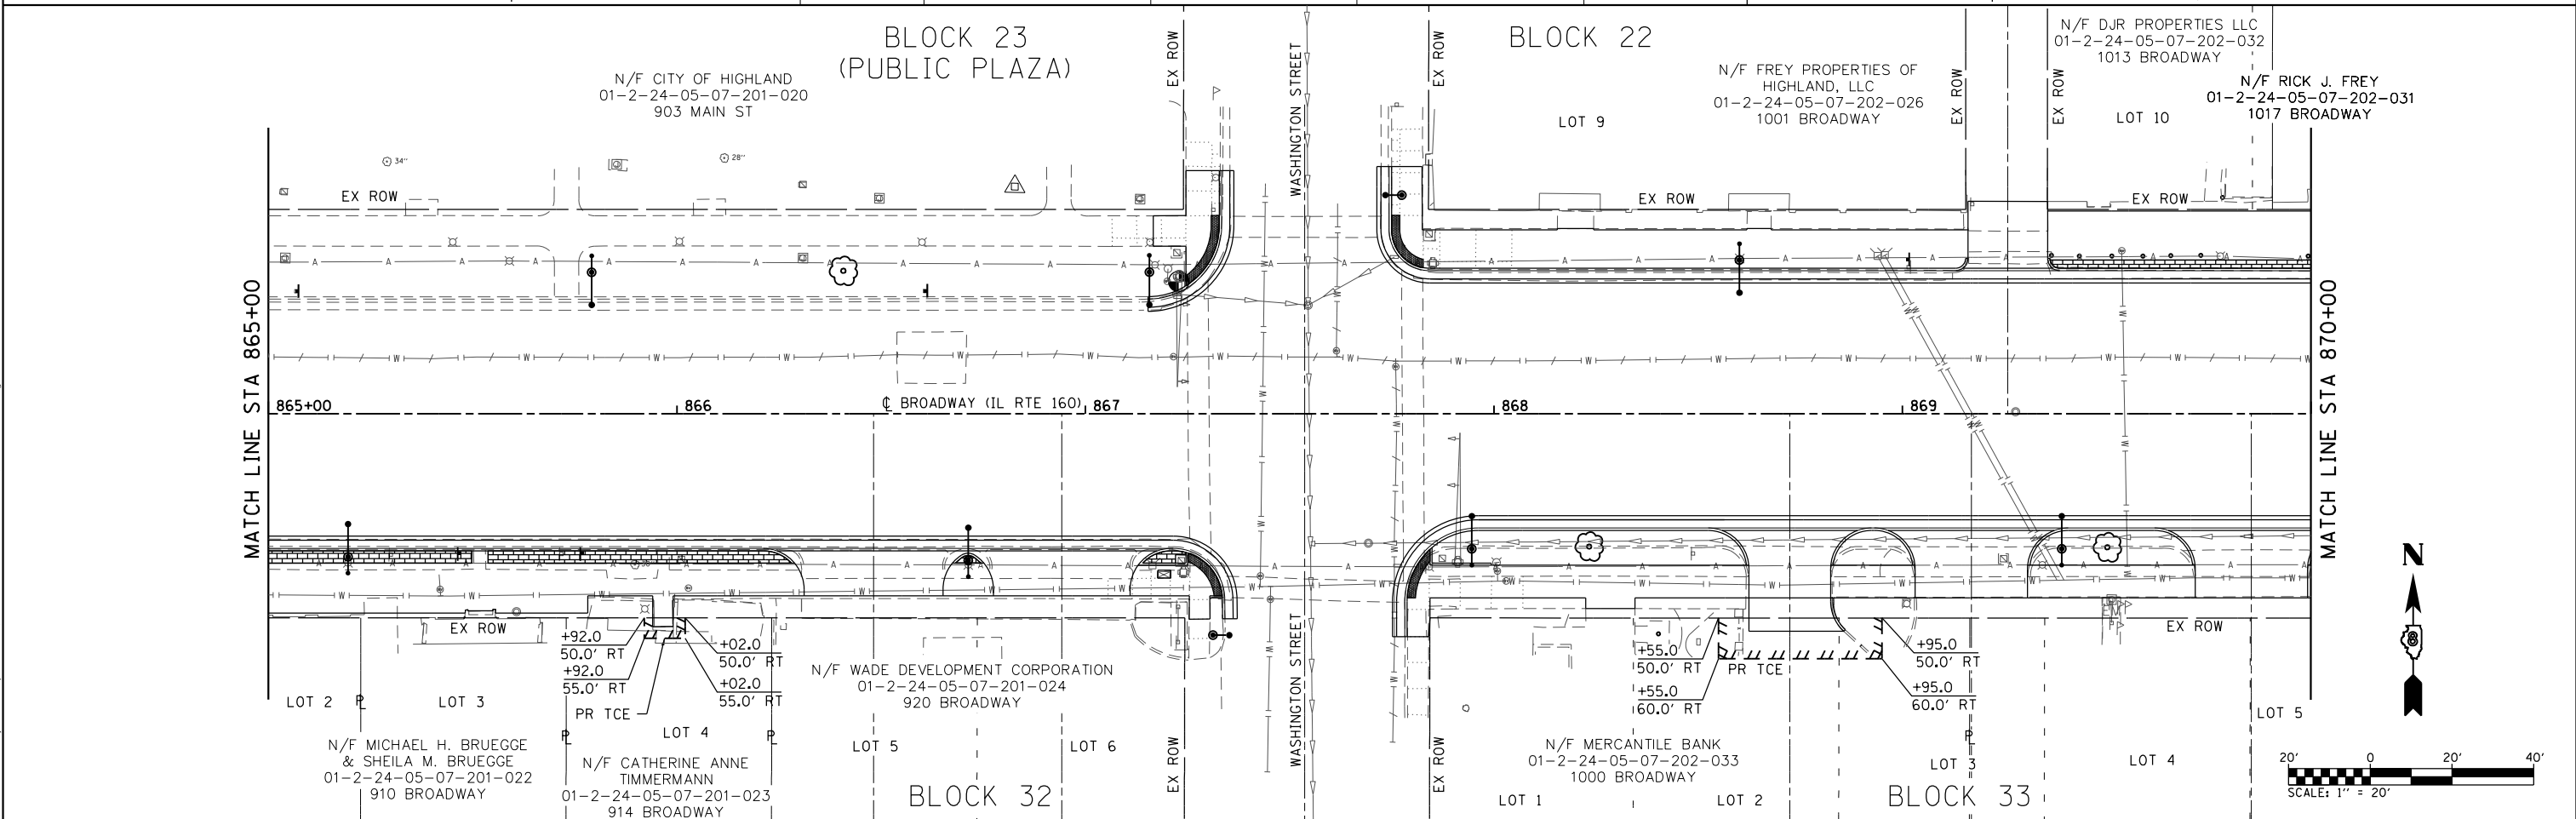 BLOCK 23
(PUBLIC PLAZA)
BLOCK 22
N/F CITY OF HIGHLAND
01-2-24-05-07-201-020
903 MAIN ST
EX ROW
WASHINGTON STREET
EX ROW
N/F FREY PROPERTIES OF
HIGHLAND, LLC
01-2-24-05-07-202-026
1001 BROADWAY
LOT 9
EX ROW
EX ROW
N/F DJR PROPERTIES LLC
01-2-24-05-07-202-032
1013 BROADWAY
LOT 10
N/F RICK J. FREY
01-2-24-05-07-202-031
1017 BROADWAY
34"
28"
EX ROW
EX ROW
EX ROW
MATCH LINE STA 865+00
865+00
866
℄ BROADWAY (IL RTE 160)
867
868
869
MATCH LINE STA 870+00
EX ROW
+92.0
50.0' RT
+92.0
55.0' RT
+02.0
50.0' RT
+02.0
55.0' RT
PR TCE
N/F WADE DEVELOPMENT CORPORATION
01-2-24-05-07-201-024
920 BROADWAY
LOT 2
LOT 3
LOT 4
LOT 5
LOT 6
N/F MICHAEL H. BRUEGGE
& SHEILA M. BRUEGGE
01-2-24-05-07-201-022
910 BROADWAY
N/F CATHERINE ANNE
TIMMERMANN
01-2-24-05-07-201-023
914 BROADWAY
BLOCK 32
EX ROW
WASHINGTON STREET
EX ROW
+55.0
50.0' RT
+55.0
60.0' RT
PR TCE
+95.0
50.0' RT
+95.0
60.0' RT
EX ROW
N/F MERCANTILE BANK
01-2-24-05-07-202-033
1000 BROADWAY
LOT 1
LOT 2
LOT 3
LOT 4
LOT 5
BLOCK 33
N
20' 0 20' 40'
SCALE: 1" = 20'